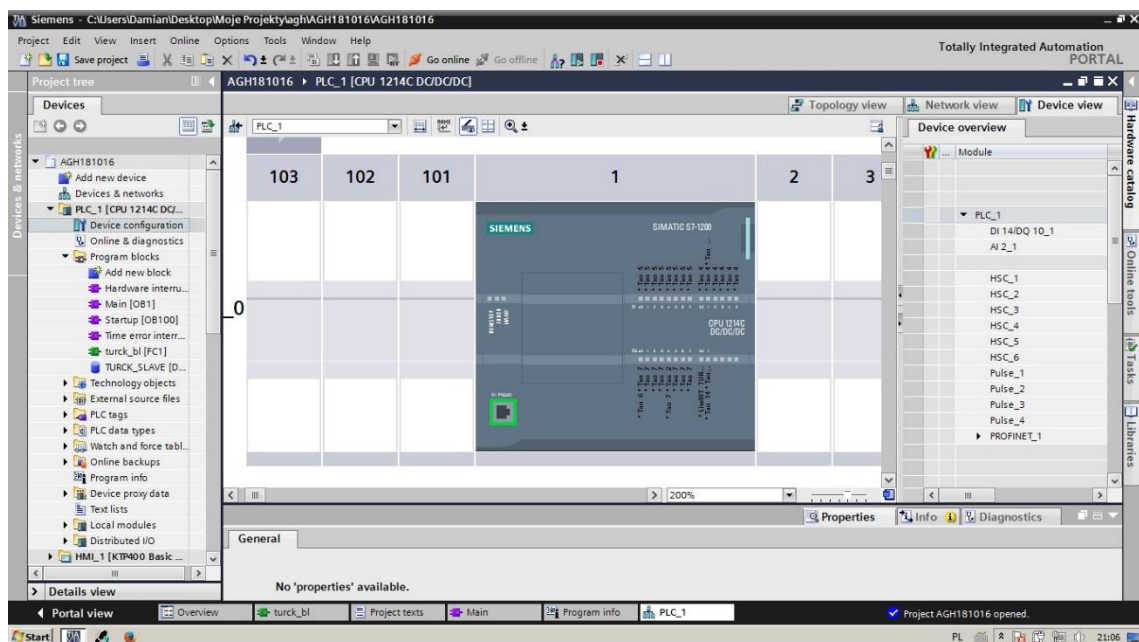 Siemens - C:\Users\Damian\Desktop\Moje Projekty\agh\AGH181016\AGH181016
Project Edit View Insert Online Options Tools Window Help
Totally Integrated Automation
PORTAL
Save project Go online Go offline
Project tree
AGH181016 PLC_1 [CPU 1214C DC/DC/DC]
Devices
Topology view Network view Device view
PLC_1
Device overview
... Module
AGH181016
Add new device
Devices & networks
PLC_1 [CPU 1214C DC/...
Device configuration
Online & diagnostics
Program blocks
Add new block
Hardware interru...
Main [OB1]
Startup [OB100]
Time error interr...
turck_bl [FC1]
TURCK_SLAVE [D...
Technology objects
External source files
PLC tags
PLC data types
Watch and force tabl...
Online backups
Program info
Device proxy data
Text lists
Local modules
Distributed I/O
HMI_1 [KTP400 Basic ...
Details view
Devices & networks
103 102 101 1 2 3
_0
SIEMENS
SIMATIC S7-1200
CPU 1214C
DC/DC/DC
PLC_1
DI 14/DQ 10_1
AI 2_1
HSC_1
HSC_2
HSC_3
HSC_4
HSC_5
HSC_6
Pulse_1
Pulse_2
Pulse_3
Pulse_4
PROFINET_1
Hardware catalog
Online tools
Tasks
Libraries
200%
Properties Info Diagnostics
General
No 'properties' available.
Portal view Overview turck_bl Project texts Main Program info PLC_1
Project AGH181016 opened.
Start
PL 21:06